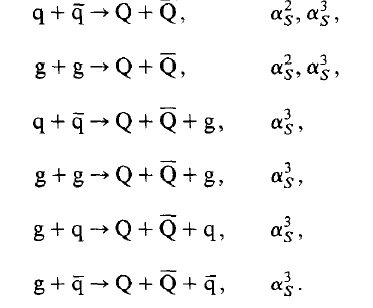 q + q̄ → Q + Q̄, α_S^2, α_S^3,
g + g → Q + Q̄, α_S^2, α_S^3,
q + q̄ → Q + Q̄ + g, α_S^3,
g + g → Q + Q̄ + g, α_S^3,
g + q → Q + Q̄ + q, α_S^3,
g + q̄ → Q + Q̄ + q̄, α_S^3.